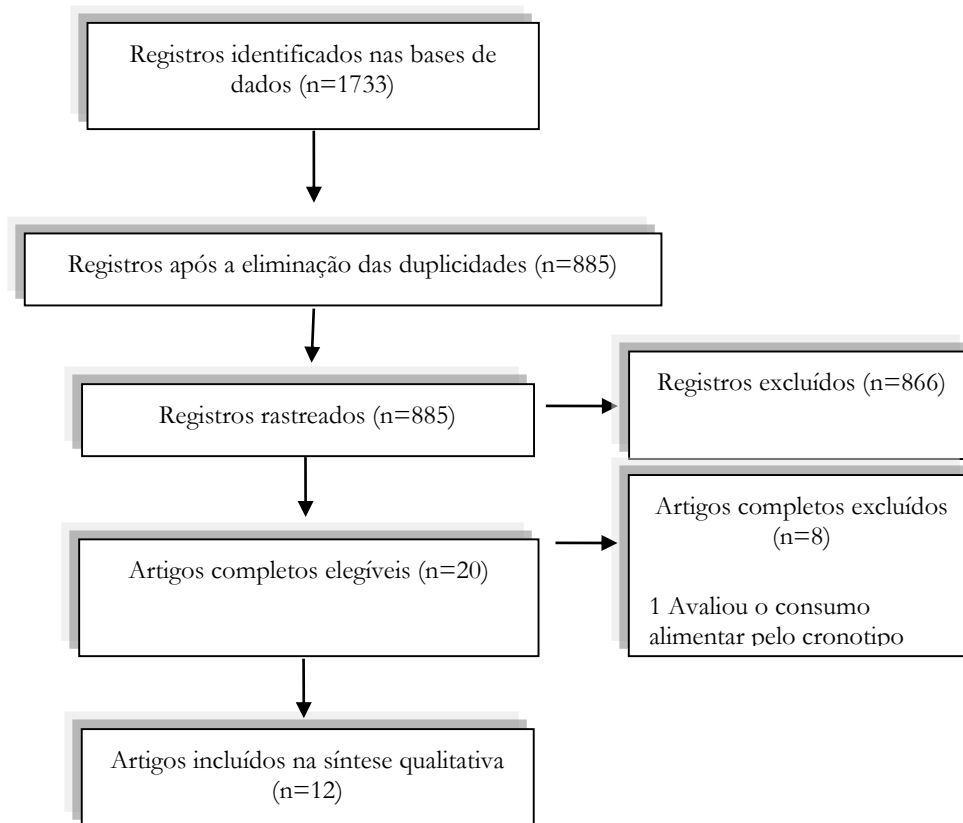 Registros identificados nas bases de
dados (n=1733)
Registros após a eliminação das duplicidades (n=885)
Registros rastreados (n=885)
Registros excluídos (n=866)
Artigos completos elegíveis (n=20)
Artigos completos excluídos
(n=8)
1 Avaliou o consumo
alimentar pelo cronotipo
Artigos incluídos na síntese qualitativa
(n=12)